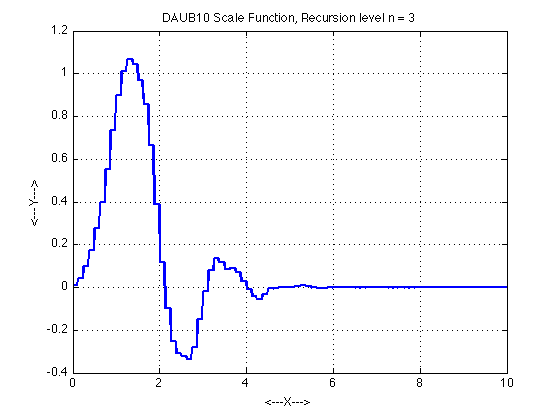 DAUB10 Scale Function, Recursion level n = 3
1.2
1
0.8
0.6
0.4
0.2
0
-0.2
-0.4
<---Y--->
0 2 4 6 8 10
<---X--->